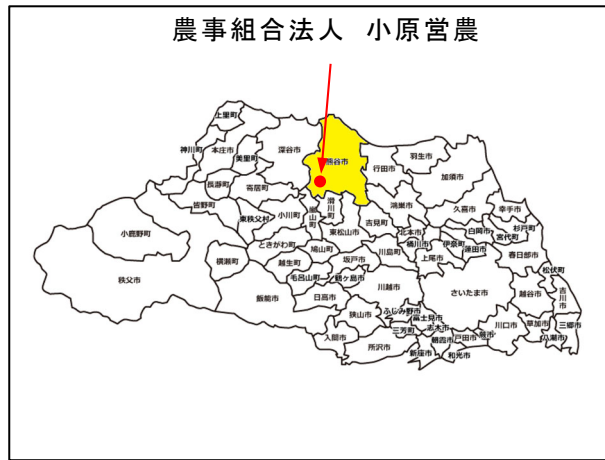 農事組合法人 小原営農
上里町
神川町
本庄市
美里町
深谷市
熊谷市
行田市
羽生市
加須市
長瀞町
寄居町
皆野町
東秩父村
小川町
嵐山町
滑川町
東松山市
吉見町
鴻巣市
北本市
桶川市
久喜市
幸手市
杉戸町
宮代町
白岡市
伊奈町
蓮田市
上尾市
春日部市
小鹿野町
秩父市
横瀬町
ときがわ町
越生町
鳩山町
毛呂山町
坂戸市
鶴ヶ島市
川島町
川越市
さいたま市
松伏町
越谷市
吉川市
飯能市
日高市
狭山市
入間市
所沢市
ふじみ野市
富士見市
三芳町
志木市
新座市
朝霞市
和光市
戸田市
蕨市
川口市
草加市
八潮市
三郷市